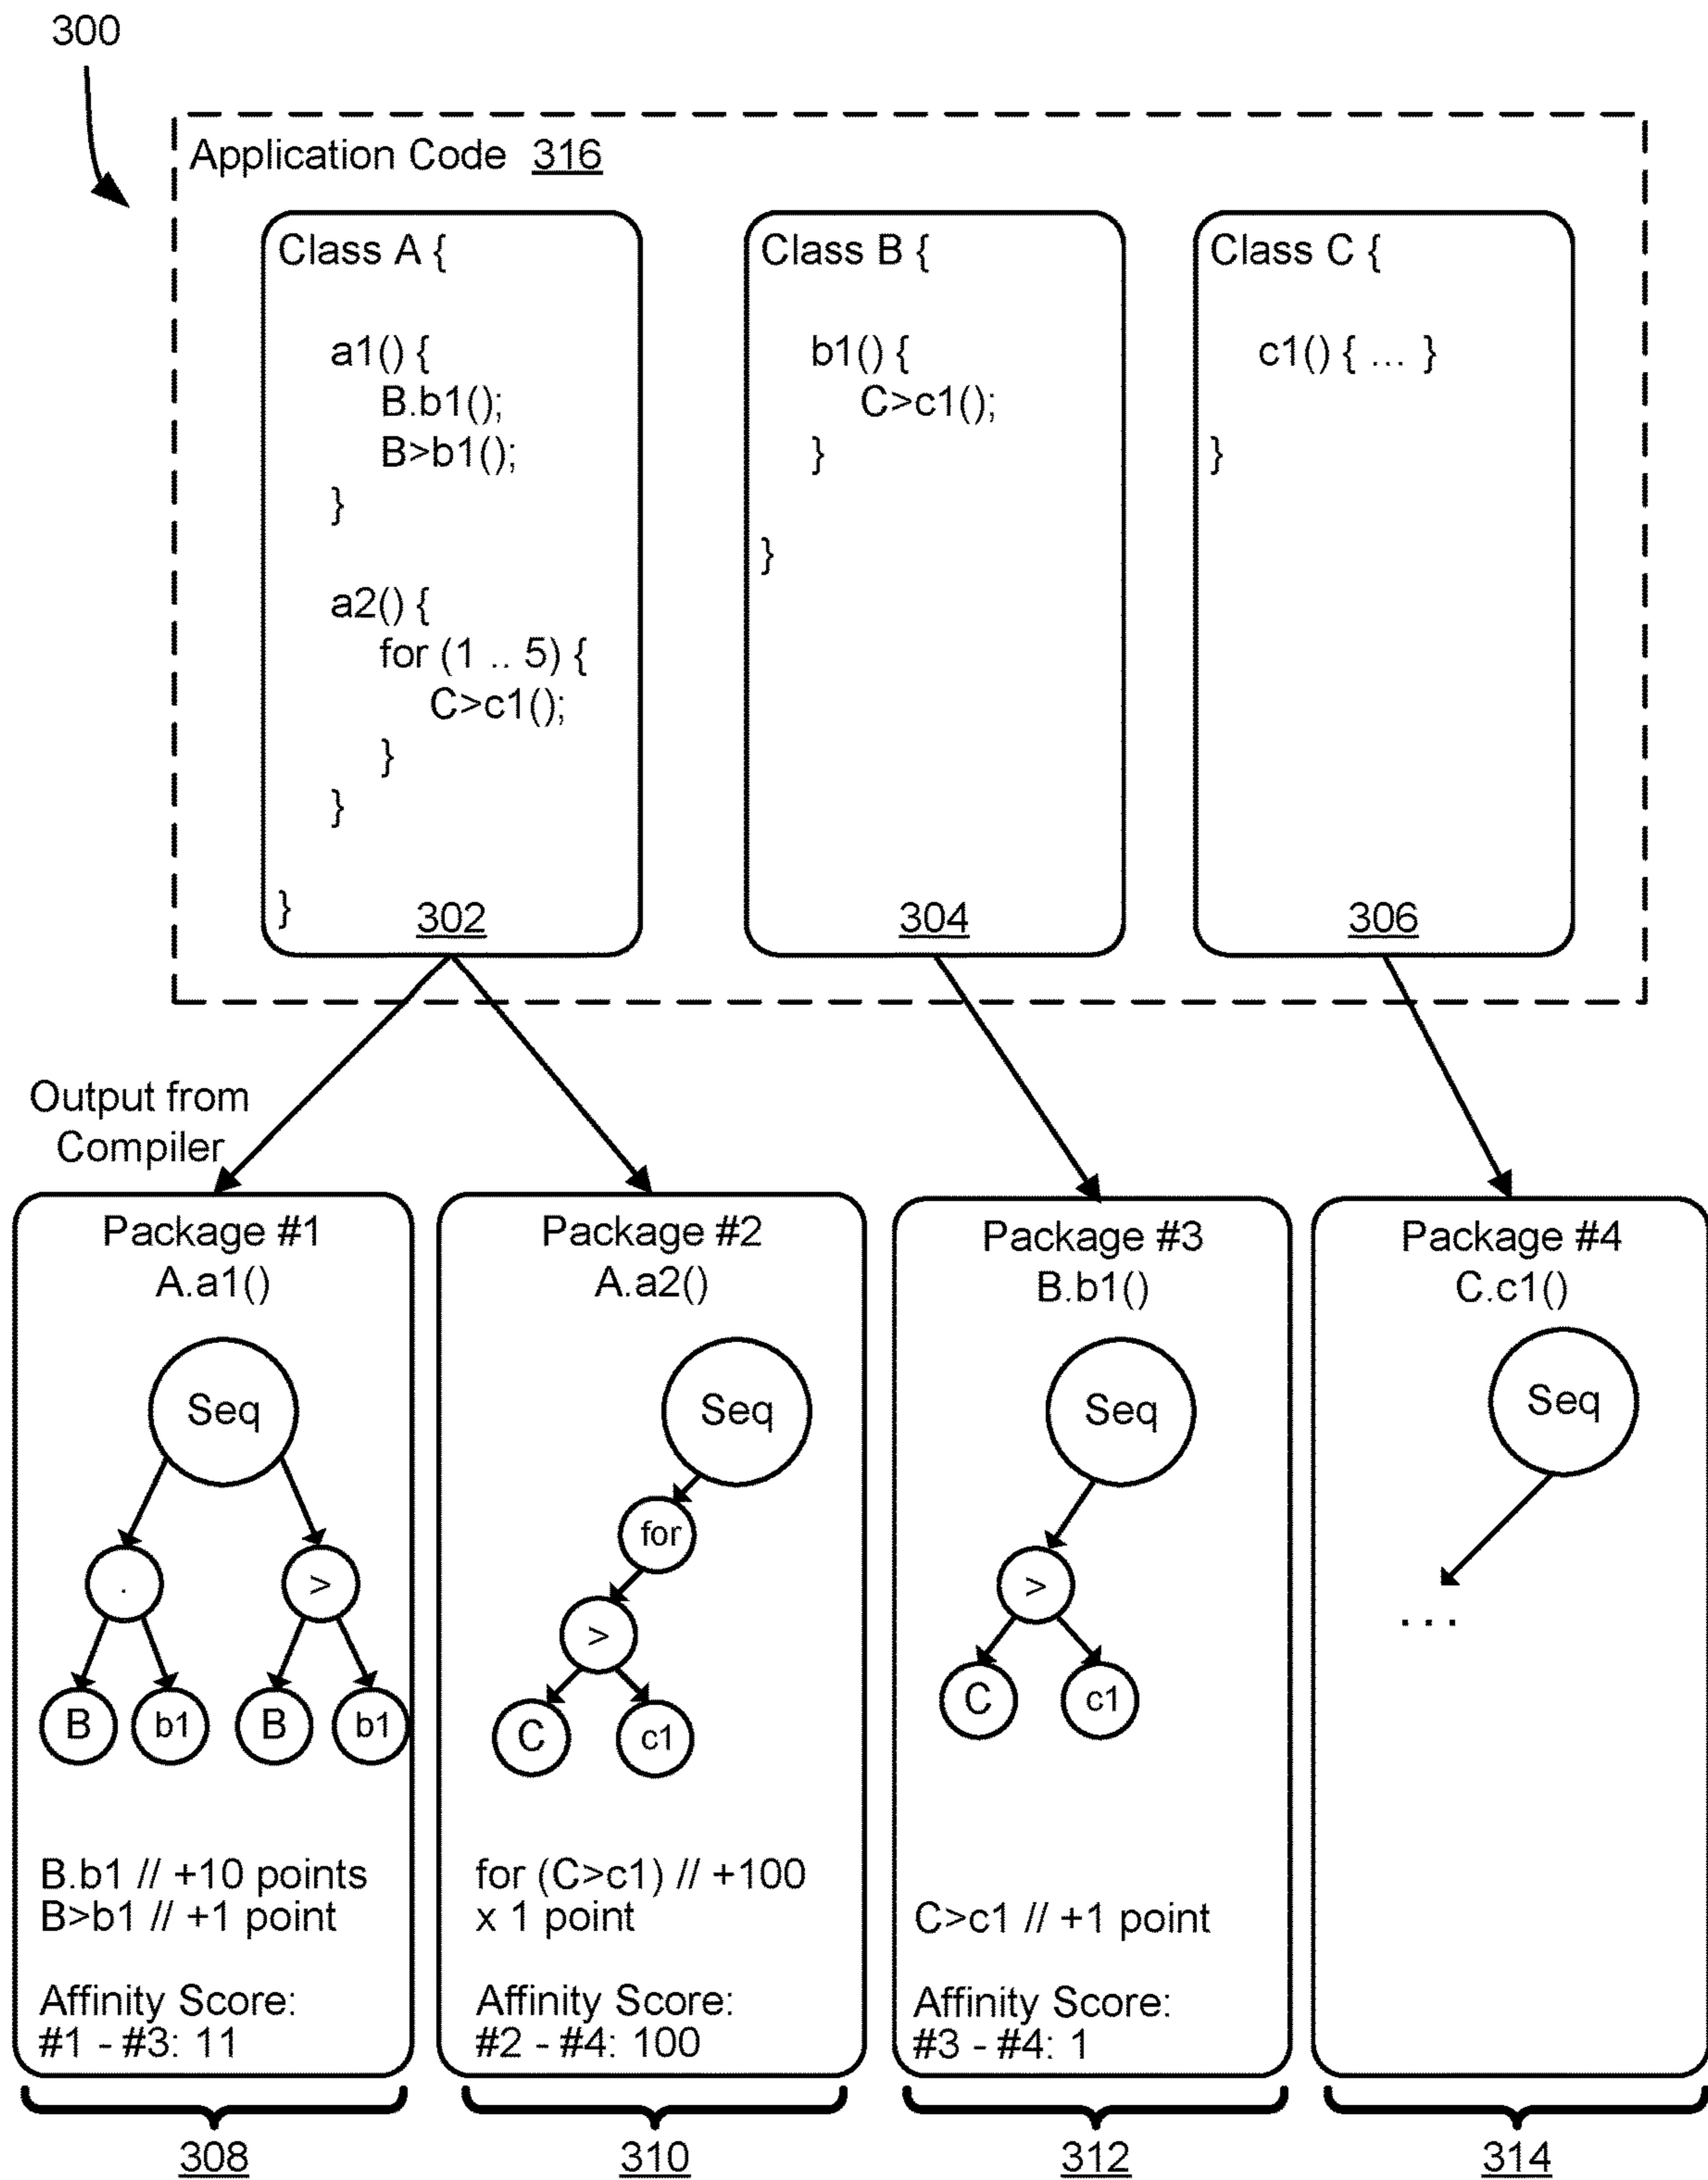 300
Application Code 316
Class A {
a1() {
B.b1();
B>b1();
}
a2() {
for (1 .. 5) {
C>c1();
}
}
}
302
Class B {
b1() {
C>c1();
}
}
304
Class C {
c1() { ... }
}
306
Output from
Compiler
Package #1
A.a1()
Seq
.
>
B
b1
B
b1
B.b1 // +10 points
B>b1 // +1 point
Affinity Score:
#1 - #3: 11
308
Package #2
A.a2()
Seq
for
>
C
c1
for (C>c1) // +100
x 1 point
Affinity Score:
#2 - #4: 100
310
Package #3
B.b1()
Seq
>
C
c1
C>c1 // +1 point
Affinity Score:
#3 - #4: 1
312
Package #4
C.c1()
Seq
...
314